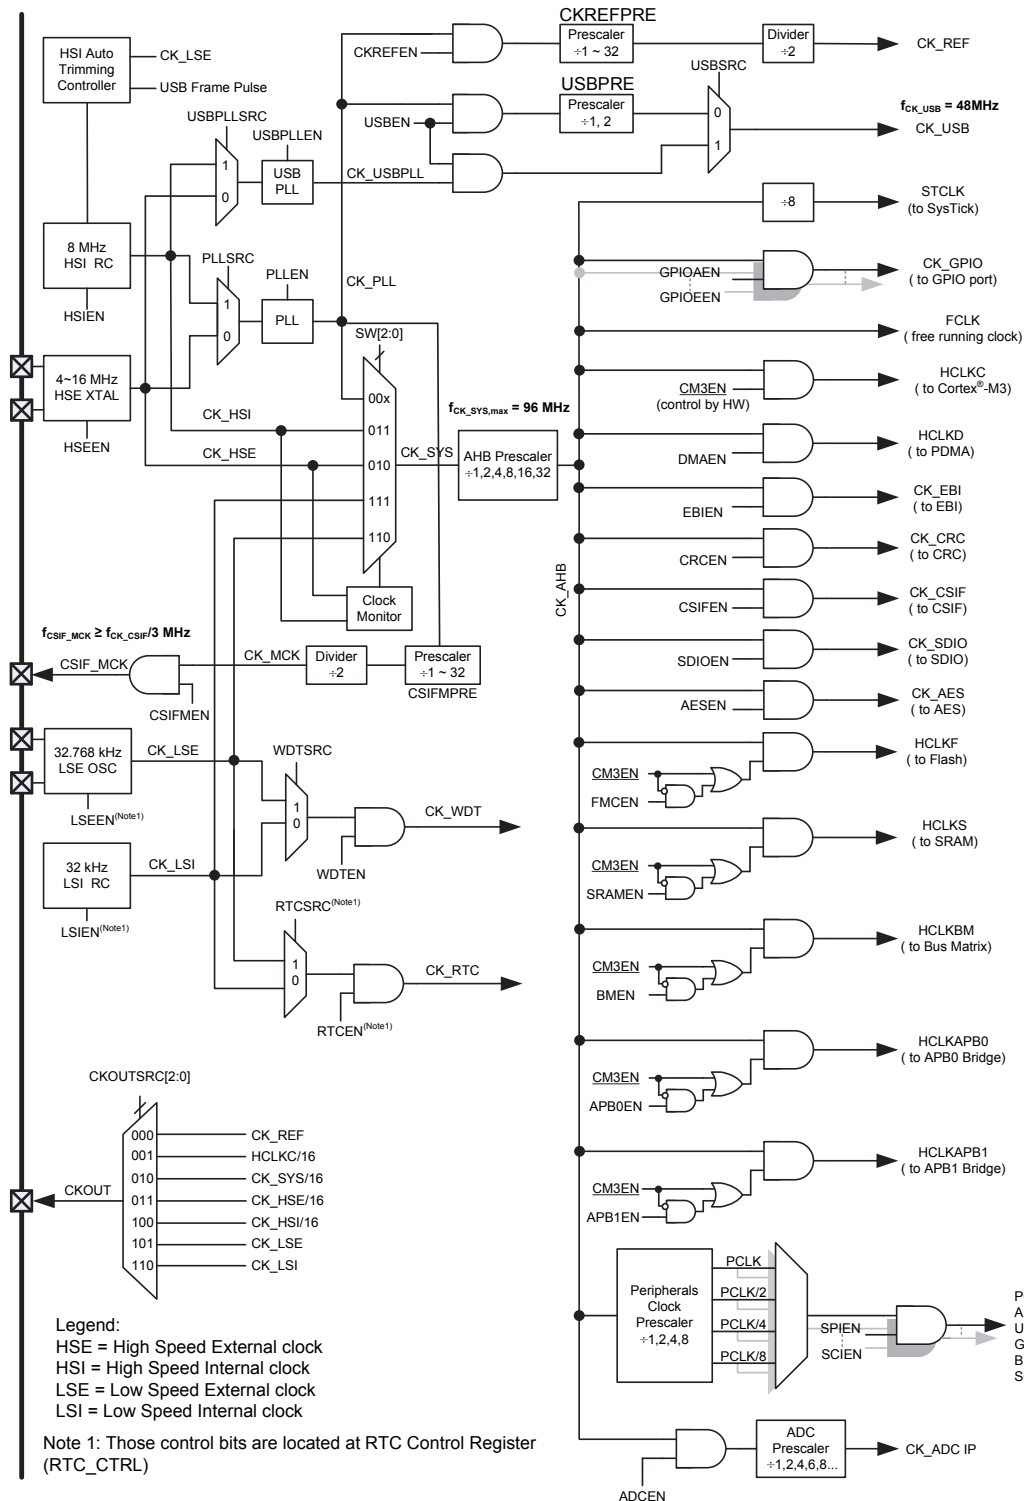 CKREFPRE
HSI Auto
Trimming
Controller
CK_LSE
USB Frame Pulse
CKREFEN
Prescaler
÷1 ~ 32
Divider
÷2
CK_REF
USBPRE
USBSRC
USBEN
Prescaler
÷1, 2
0
1
fCK_USB = 48MHz
CK_USB
USBPLLSRC
USBPLLEN
1
0
USB
PLL
CK_USBPLL
÷8
STCLK
(to SysTick)
8 MHz
HSI RC
HSIEN
PLLSRC
PLLEN
1
0
PLL
CK_PLL
GPIOAEN
GPIOEEN
CK_GPIO
( to GPIO port)
FCLK
( free running clock)
4~16 MHz
HSE XTAL
HSEEN
SW[2:0]
00x
011
010
111
110
CK_HSI
CK_HSE
CK_SYS
fCK_SYS,max = 96 MHz
AHB Prescaler
÷1,2,4,8,16,32
CM3EN
(control by HW)
HCLKC
( to Cortex®-M3)
DMAEN
HCLKD
( to PDMA)
EBIEN
CK_EBI
( to EBI)
CRCEN
CK_CRC
( to CRC)
CK_AHB
Clock
Monitor
CSIFEN
CK_CSIF
( to CSIF)
fCSIF_MCK ≥ fCK_CSIF/3 MHz
CSIF_MCK
CSIFMEN
CK_MCK
Divider
÷2
Prescaler
÷1 ~ 32
CSIFMPRE
SDIOEN
CK_SDIO
( to SDIO)
AESEN
CK_AES
( to AES)
32.768 kHz
LSE OSC
LSEEN(Note1)
CK_LSE
WDTSRC
1
0
WDTEN
CK_WDT
CM3EN
FMCEN
HCLKF
( to Flash)
32 kHz
LSI RC
LSIEN(Note1)
CK_LSI
CM3EN
SRAMEN
HCLKS
( to SRAM)
RTCSRC(Note1)
1
0
RTCEN(Note1)
CK_RTC
CM3EN
BMEN
HCLKBM
( to Bus Matrix)
CM3EN
APB0EN
HCLKAPB0
( to APB0 Bridge)
CKOUTSRC[2:0]
CKOUT
000 CK_REF
001 HCLKC/16
010 CK_SYS/16
011 CK_HSE/16
100 CK_HSI/16
101 CK_LSE
110 CK_LSI
CM3EN
APB1EN
HCLKAPB1
( to APB1 Bridge)
Peripherals
Clock
Prescaler
÷1,2,4,8
PCLK
PCLK/2
PCLK/4
PCLK/8
SPIEN
SCIEN
P
A
U
G
B
S
Legend:
HSE = High Speed External clock
HSI = High Speed Internal clock
LSE = Low Speed External clock
LSI = Low Speed Internal clock
Note 1: Those control bits are located at RTC Control Register
(RTC_CTRL)
ADCEN
ADC
Prescaler
÷1,2,4,6,8...
CK_ADC IP